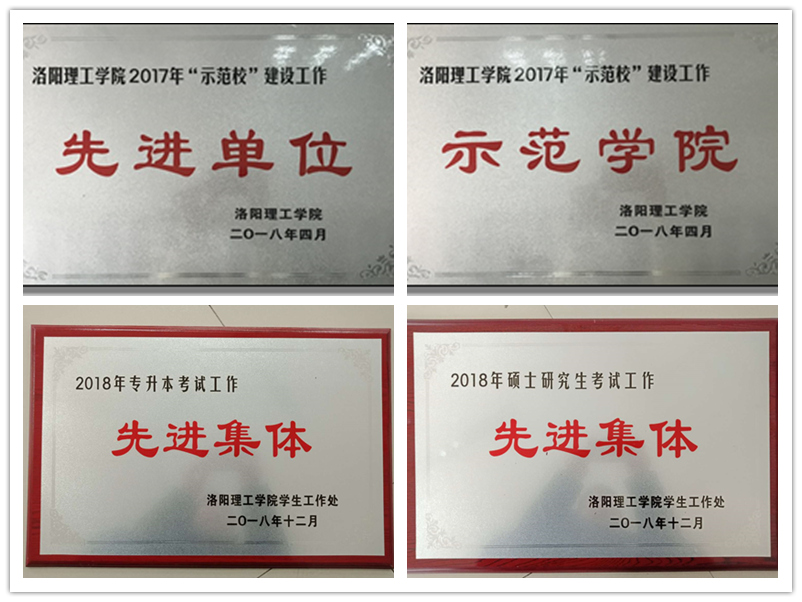 洛阳理工学院2017年“示范校”建设工作
先进单位
洛阳理工学院
二〇一八年四月
洛阳理工学院2017年“示范校”建设工作
示范学院
洛阳理工学院
二〇一八年四月
2018年专升本考试工作
先进集体
洛阳理工学院学生工作处
二〇一八年十二月
2018年硕士研究生考试工作
先进集体
洛阳理工学院学生工作处
二〇一八年十二月